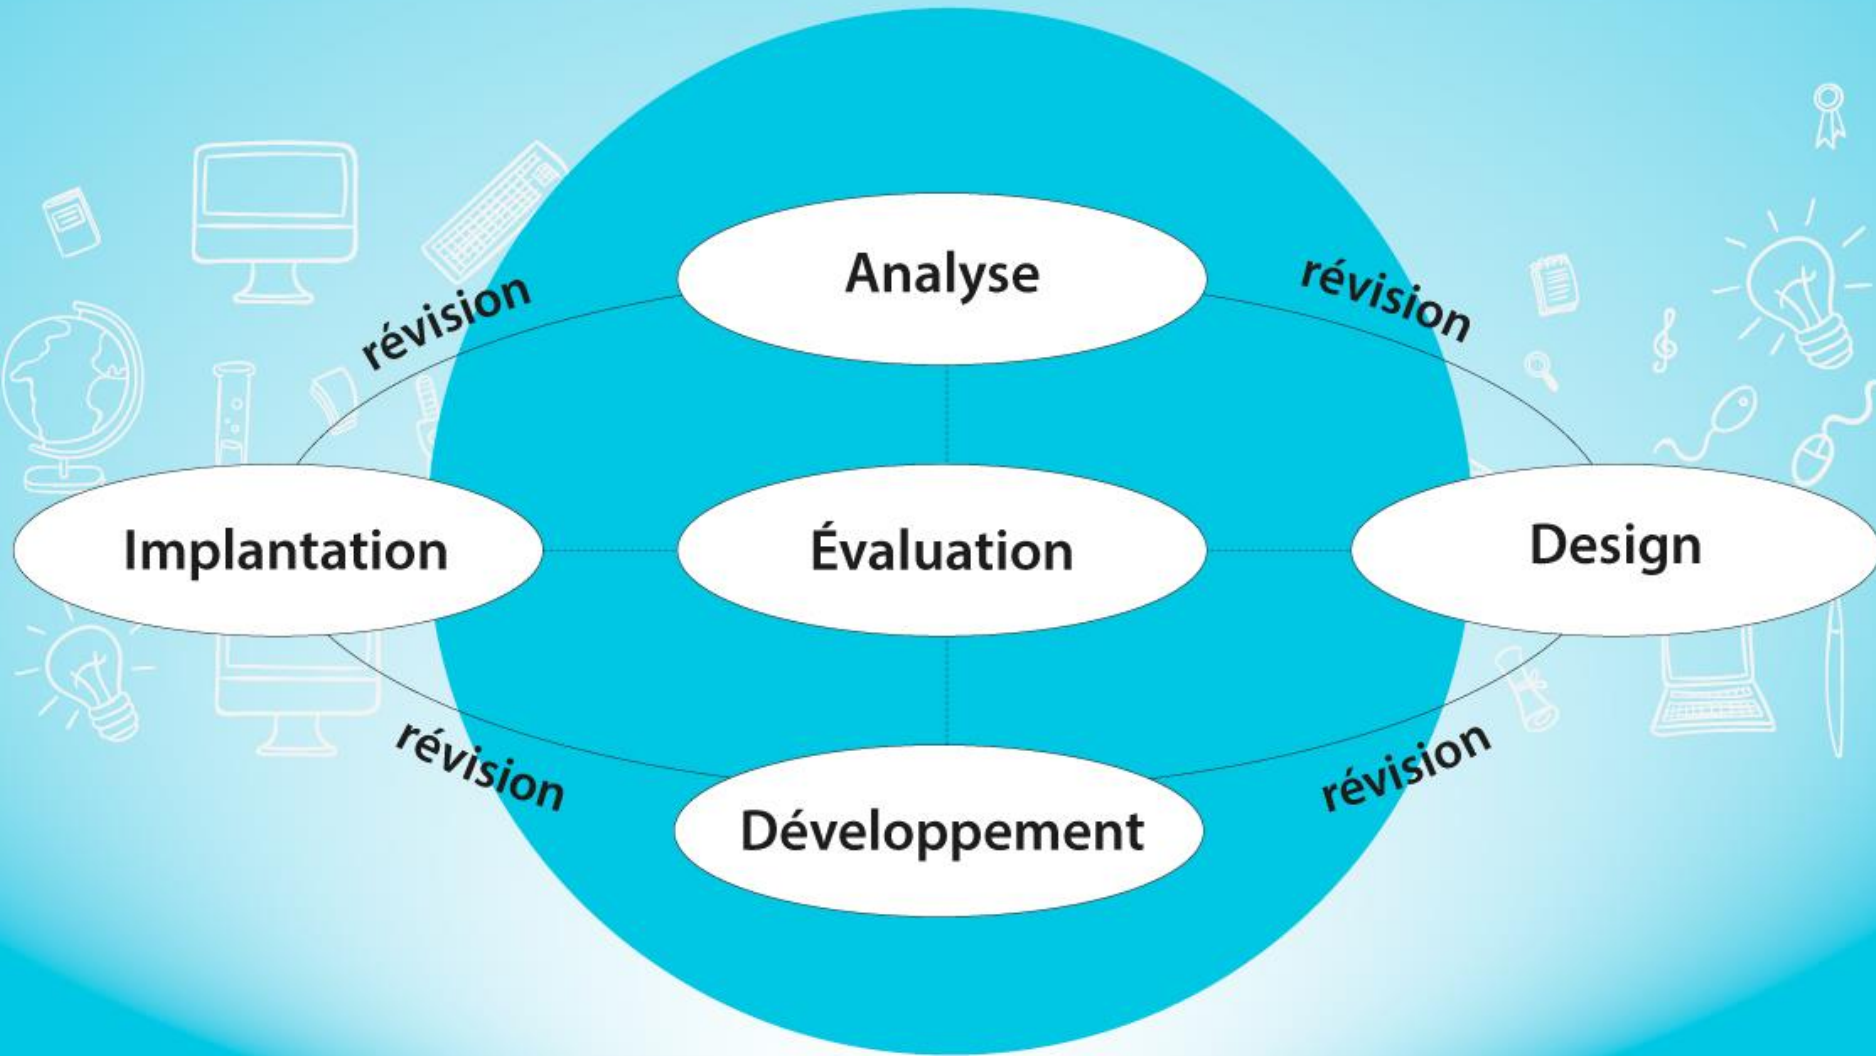 Analyse
révision
révision
Implantation
Évaluation
Design
révision
révision
Développement